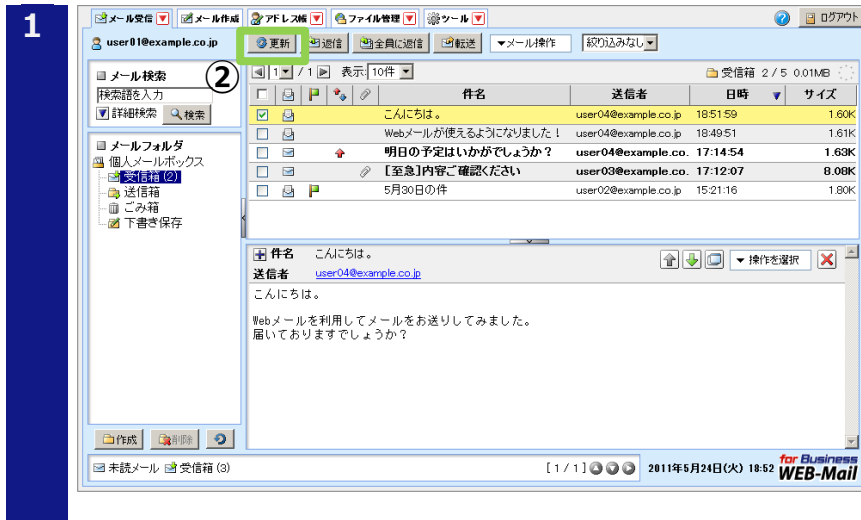 1
メール受信 メール作成 アドレス帳 ファイル管理 ツール ログアウト
user01@example.co.jp 更新 返信 全員に返信 転送 ▼メール操作 絞り込みなし
②
メール検索
検索語を入力
詳細検索 検索
メールフォルダ
個人メールボックス
受信箱(2)
送信箱
ごみ箱
下書き保存
1 / 1 表示: 10件 受信箱 2 / 5 0.01MB
件名 送信者 日時 ▼ サイズ
こんにちは。 user04@example.co.jp 18:51:59 1.60K
Webメールが使えるようになりました! user04@example.co.jp 18:49:51 1.61K
明日の予定はいかがでしょうか? user04@example.co. 17:14:54 1.63K
【至急】内容ご確認ください user03@example.co. 17:12:07 8.08K
5月30日の件 user02@example.co.jp 15:21:16 1.80K
件名 こんにちは。
▼ 操作を選択
送信者 user04@example.co.jp
こんにちは。
Webメールを利用してメールをお送りしてみました。
届いておりますでしょうか?
作成 削除
未読メール 受信箱 (3) [ 1 / 1 ] 2011年5月24日(火) 18:52
for Business
WEB-Mail